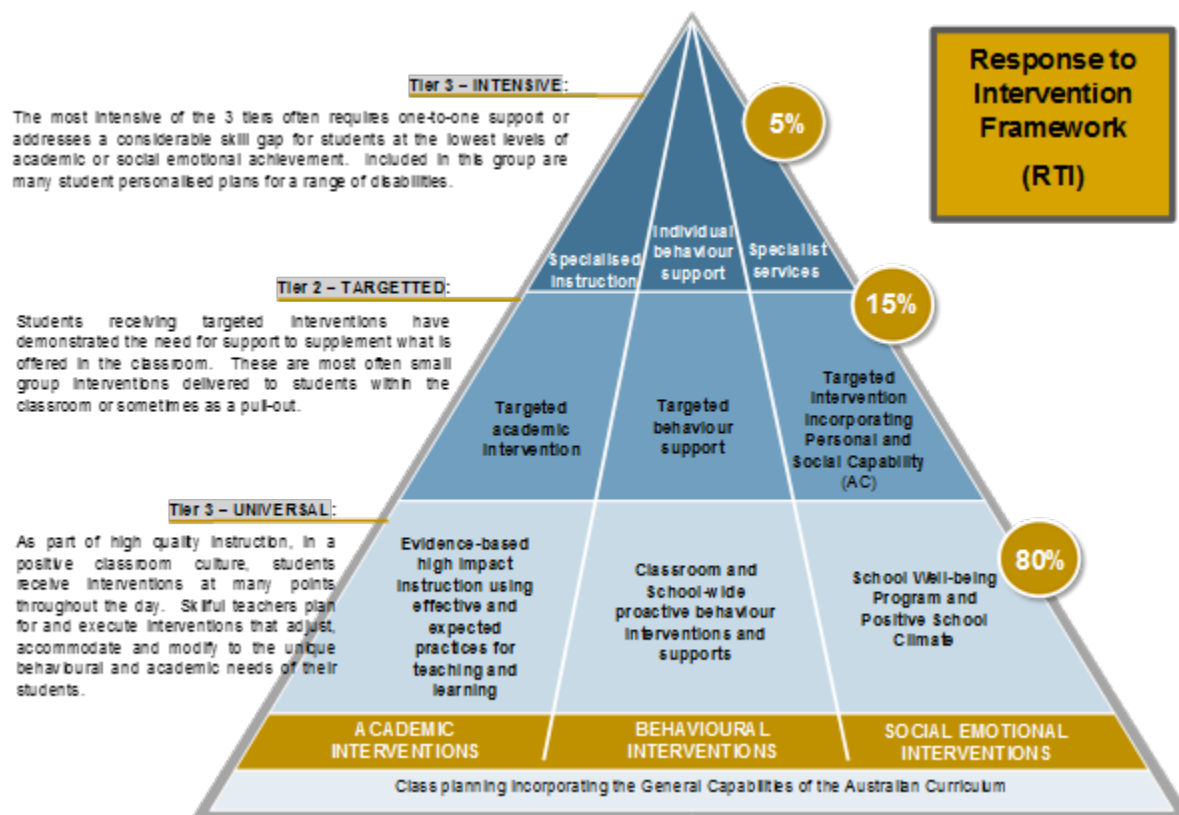 Response to
Intervention
Framework
(RTI)
Tier 3 – INTENSIVE:
The most intensive of the 3 tiers often requires one-to-one support or
addresses a considerable skill gap for students at the lowest levels of
academic or social emotional achievement. Included in this group are
many student personalised plans for a range of disabilities.
5%
Specialised
instruction
Individual
behaviour
support
Specialist
services
Tier 2 – TARGETTED:
Students receiving targeted interventions have
demonstrated the need for support to supplement what is
offered in the classroom. These are most often small
group interventions delivered to students within the
classroom or sometimes as a pull-out.
15%
Targeted
academic
intervention
Targeted
behaviour
support
Targeted
Intervention
incorporating
Personal and
Social Capability
(AC)
Tier 3 – UNIVERSAL:
As part of high quality instruction, in a
positive classroom culture, students
receive interventions at many points
throughout the day. Skilful teachers plan
for and execute interventions that adjust,
accommodate and modify to the unique
behavioural and academic needs of their
students.
80%
Evidence-based
high impact
instruction using
effective and
expected
practices for
teaching and
learning
Classroom and
School-wide
proactive behaviour
interventions and
supports
School Well-being
Program and
Positive School
Climate
ACADEMIC
INTERVENTIONS
BEHAVIOURAL
INTERVENTIONS
SOCIAL EMOTIONAL
INTERVENTIONS
Class planning incorporating the General Capabilities of the Australian Curriculum